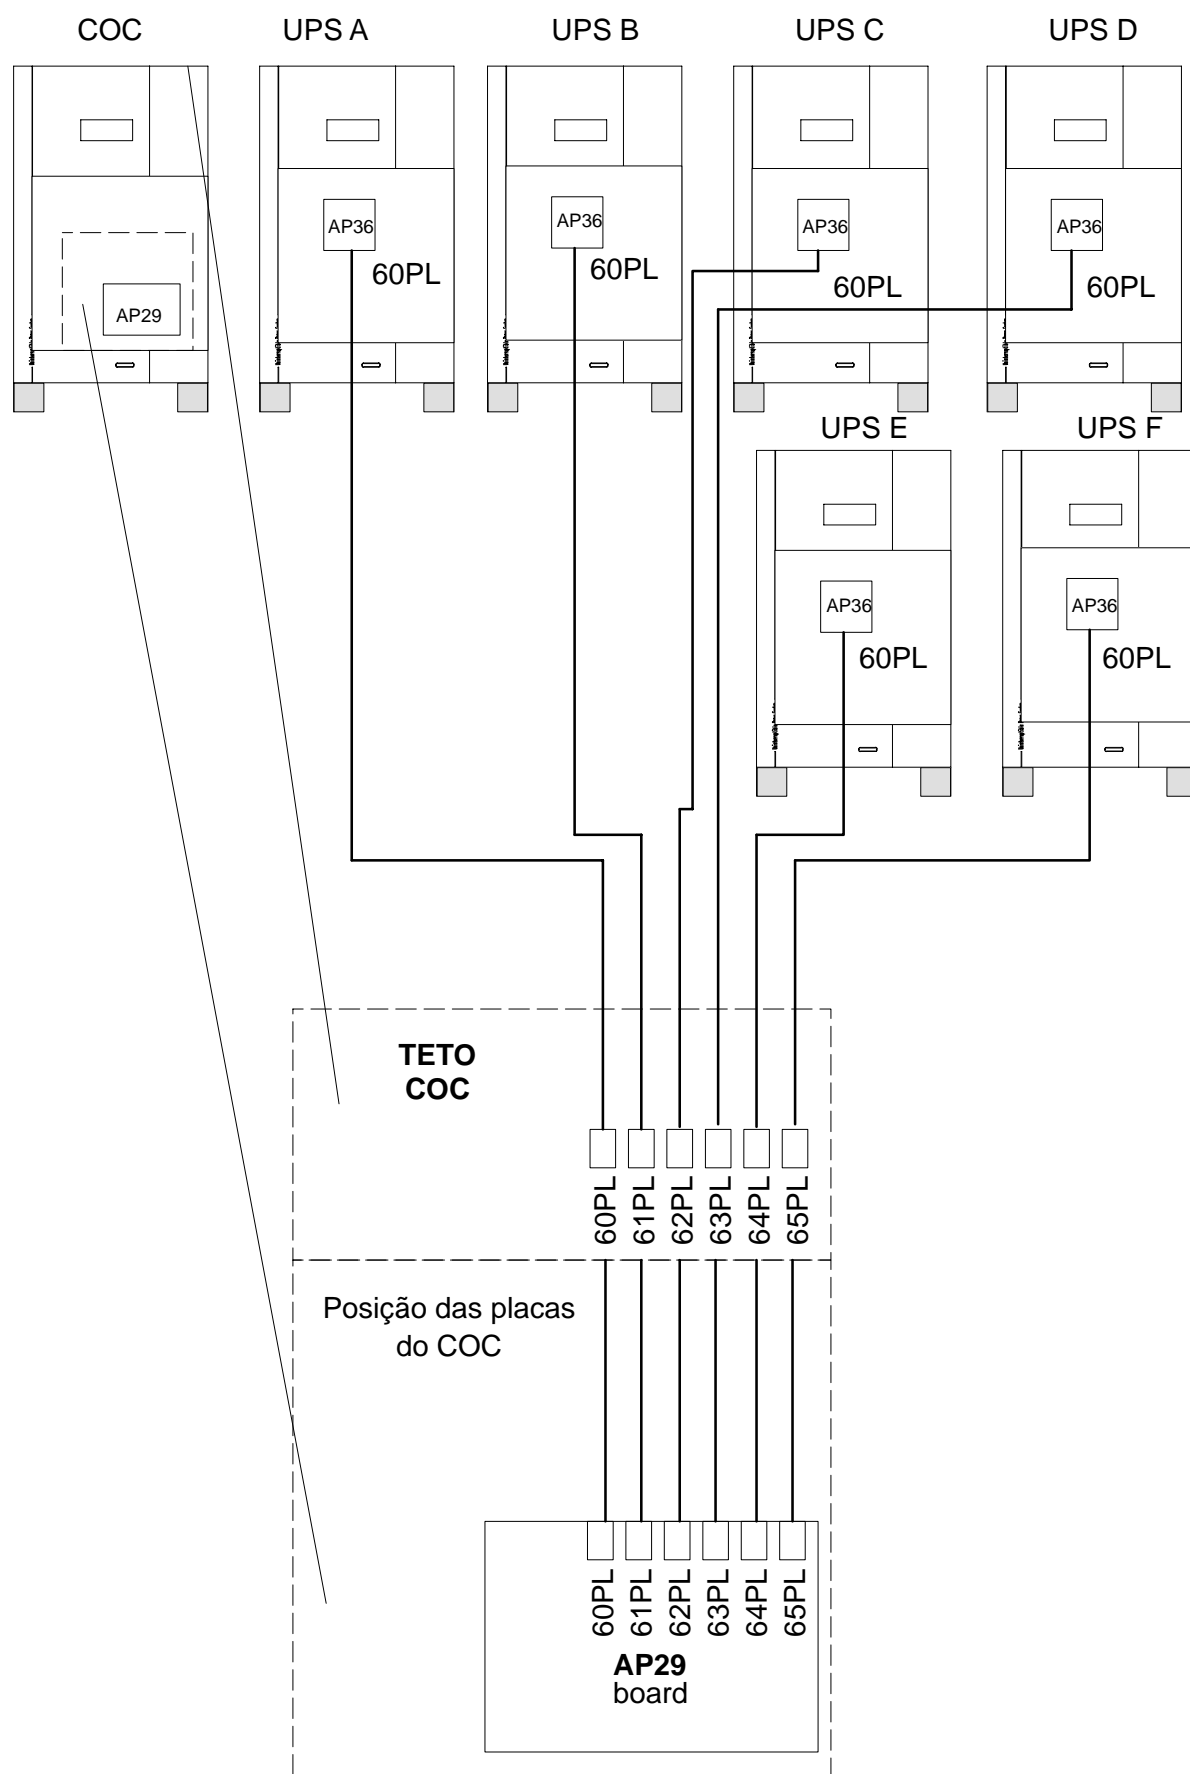 COC
UPS A
UPS B
UPS C
UPS D
AP36
AP36
AP36
AP36
60PL
60PL
60PL
60PL
AP29
UPS E
UPS F
AP36
AP36
60PL
60PL
TETO
COC
60PL
61PL
62PL
63PL
64PL
65PL
Posição das placas
do COC
60PL
61PL
62PL
63PL
64PL
65PL
AP29
board